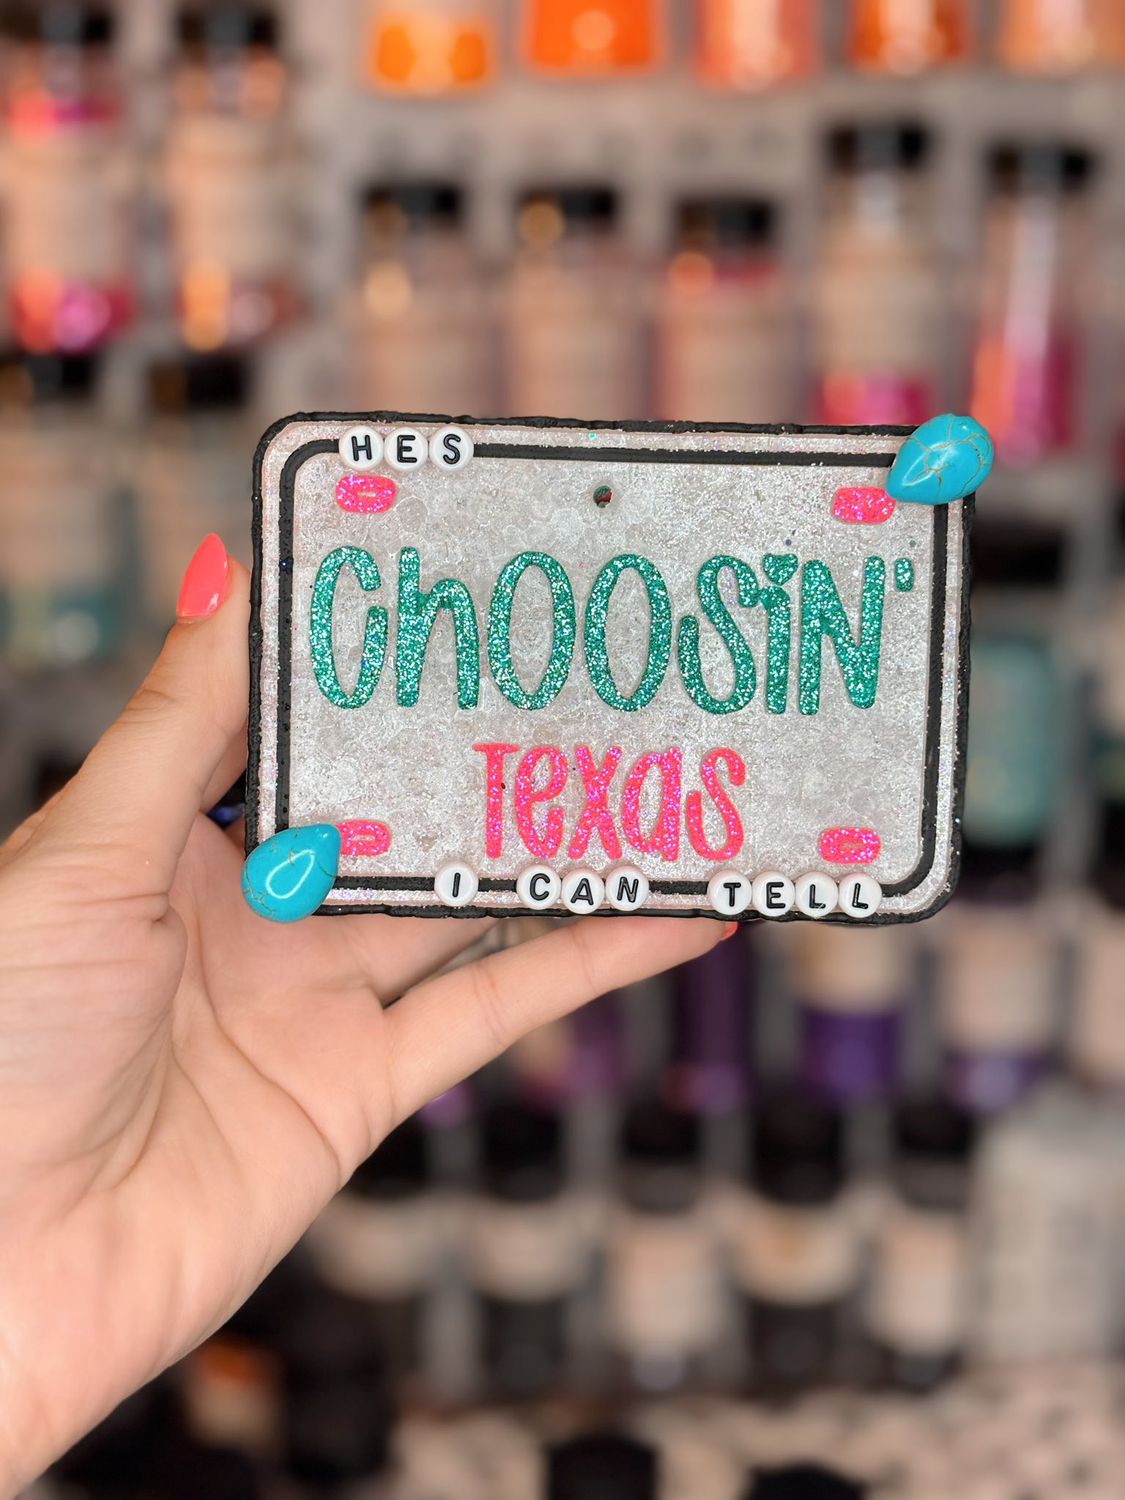 HES
ChOOSiN'
Texas
I CAN TELL